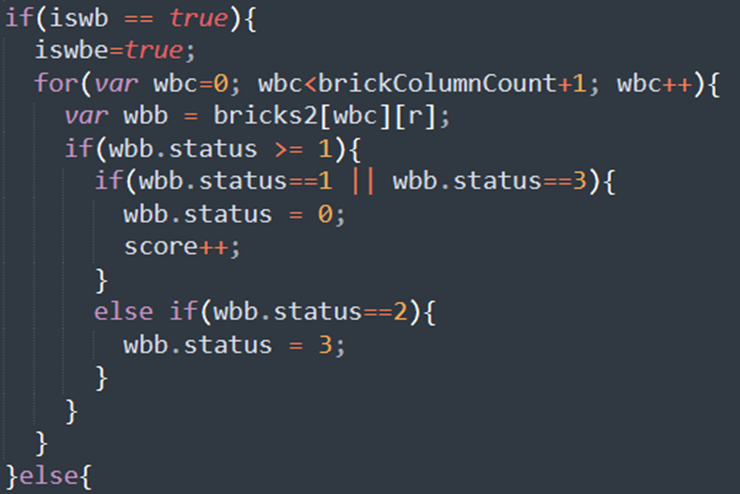 if(iswb == true){
  iswbe=true;
  for(var wbc=0; wbc<brickColumnCount+1; wbc++){
    var wbb = bricks2[wbc][r];
    if(wbb.status >= 1){
      if(wbb.status==1 || wbb.status==3){
        wbb.status = 0;
        score++;
      }
      else if(wbb.status==2){
        wbb.status = 3;
      }
    }
  }
}else{